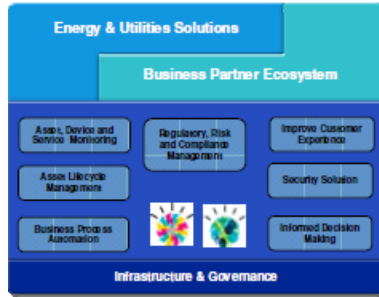 Energy & Utilities Solutions
Business Partner Ecosystem
Asset, Device and
Service Monitoring
Regulatory, Risk
and Compliance
Management
Improve Customer
Experience
Asset Lifecycle
Management
Security Solution
Business Process
Automation
Informed Decision
Making
Infrastructure & Governance